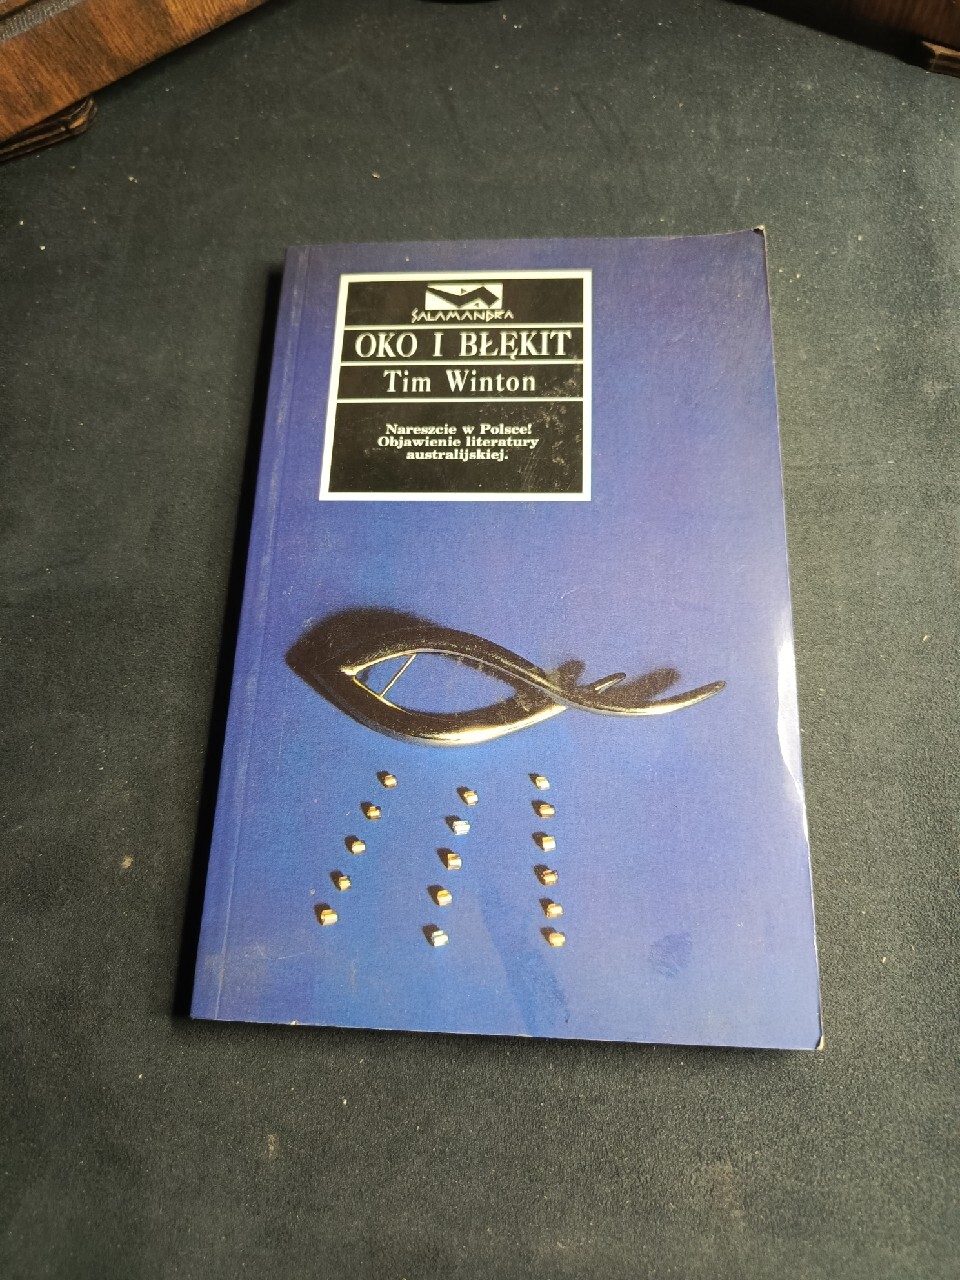 SALAMANDRA
OKO I BŁĘKIT
Tim Winton
Nareszcie w Polsce!
Objawienie literatury
australijskiej.